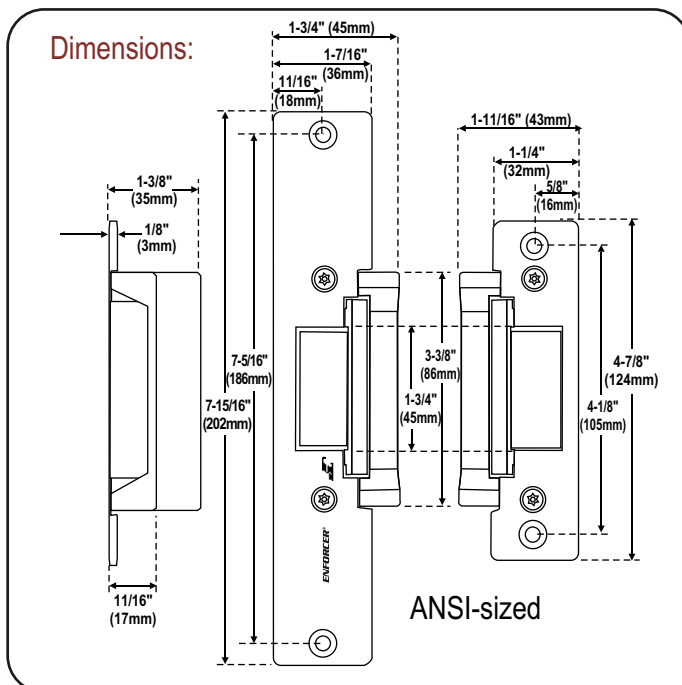 Dimensions:
1-3/4" (45mm)
1-7/16"
(36mm)
11/16"
(18mm)
1-11/16" (43mm)
1-1/4"
(32mm)
5/8"
(16mm)
1-3/8"
(35mm)
1/8"
(3mm)
7-5/16"
(186mm)
7-15/16"
(202mm)
3-3/8"
(86mm)
1-3/4"
(45mm)
4-7/8"
(124mm)
4-1/8"
(105mm)
ENFORCER®
11/16"
(17mm)
ANSI-sized